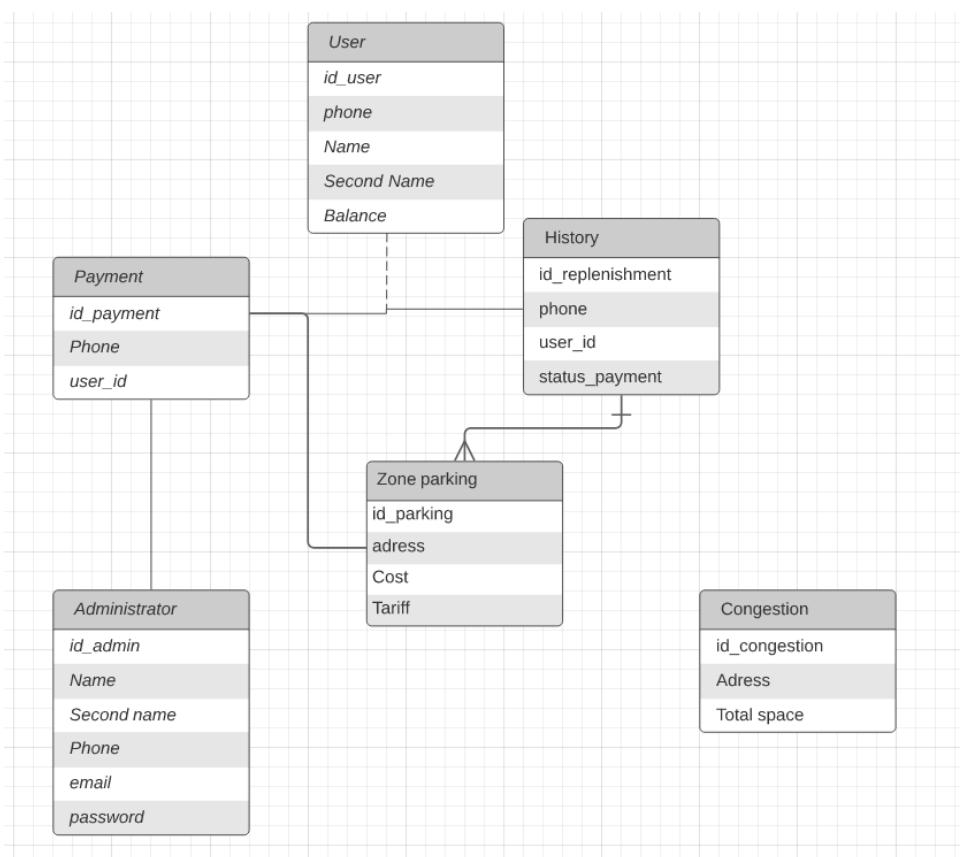 User
id_user
phone
Name
Second Name
Balance
History
id_replenishment
phone
user_id
status_payment
Payment
id_payment
Phone
user_id
Zone parking
id_parking
adress
Cost
Tariff
Administrator
id_admin
Name
Second name
Phone
email
password
Congestion
id_congestion
Adress
Total space